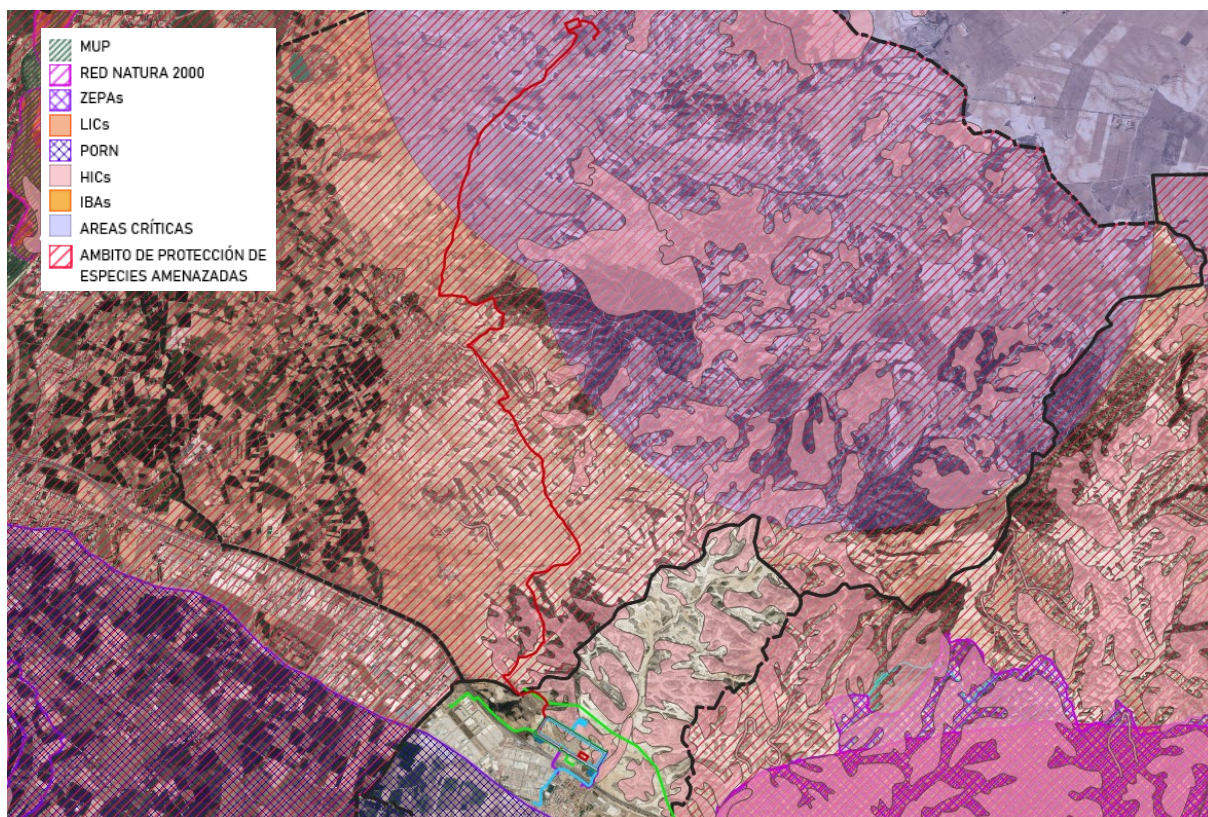 MUP
RED NATURA 2000
ZEPAs
LICs
PORN
HICs
IBAs
AREAS CRÍTICAS
AMBITO DE PROTECCIÓN DE
ESPECIES AMENAZADAS